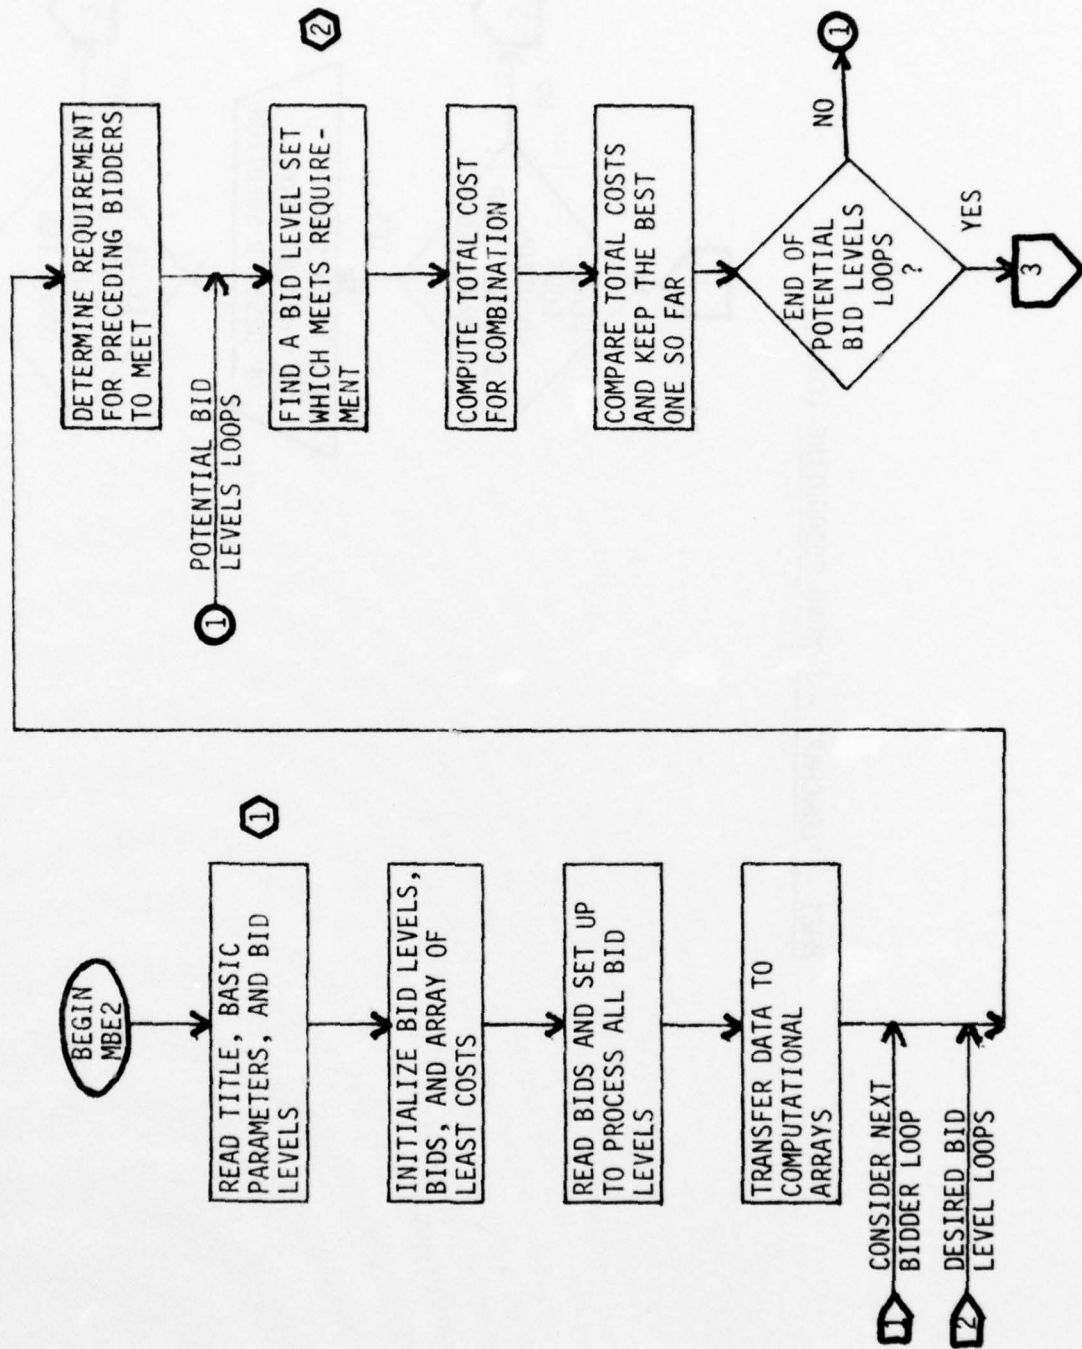 BEGIN
MBE2
READ TITLE, BASIC
PARAMETERS, AND BID
LEVELS
1
INITIALIZE BID LEVELS,
BIDS, AND ARRAY OF
LEAST COSTS
READ BIDS AND SET UP
TO PROCESS ALL BID
LEVELS
TRANSFER DATA TO
COMPUTATIONAL
ARRAYS
1
CONSIDER NEXT
BIDDER LOOP
2
DESIRED BID
LEVEL LOOPS
DETERMINE REQUIREMENT
FOR PRECEDING BIDDERS
TO MEET
1
POTENTIAL BID
LEVELS LOOPS
FIND A BID LEVEL SET
WHICH MEETS REQUIRE-
MENT
2
COMPUTE TOTAL COST
FOR COMBINATION
COMPARE TOTAL COSTS
AND KEEP THE BEST
ONE SO FAR
END OF
POTENTIAL
BID LEVELS
LOOPS
?
NO
1
YES
3